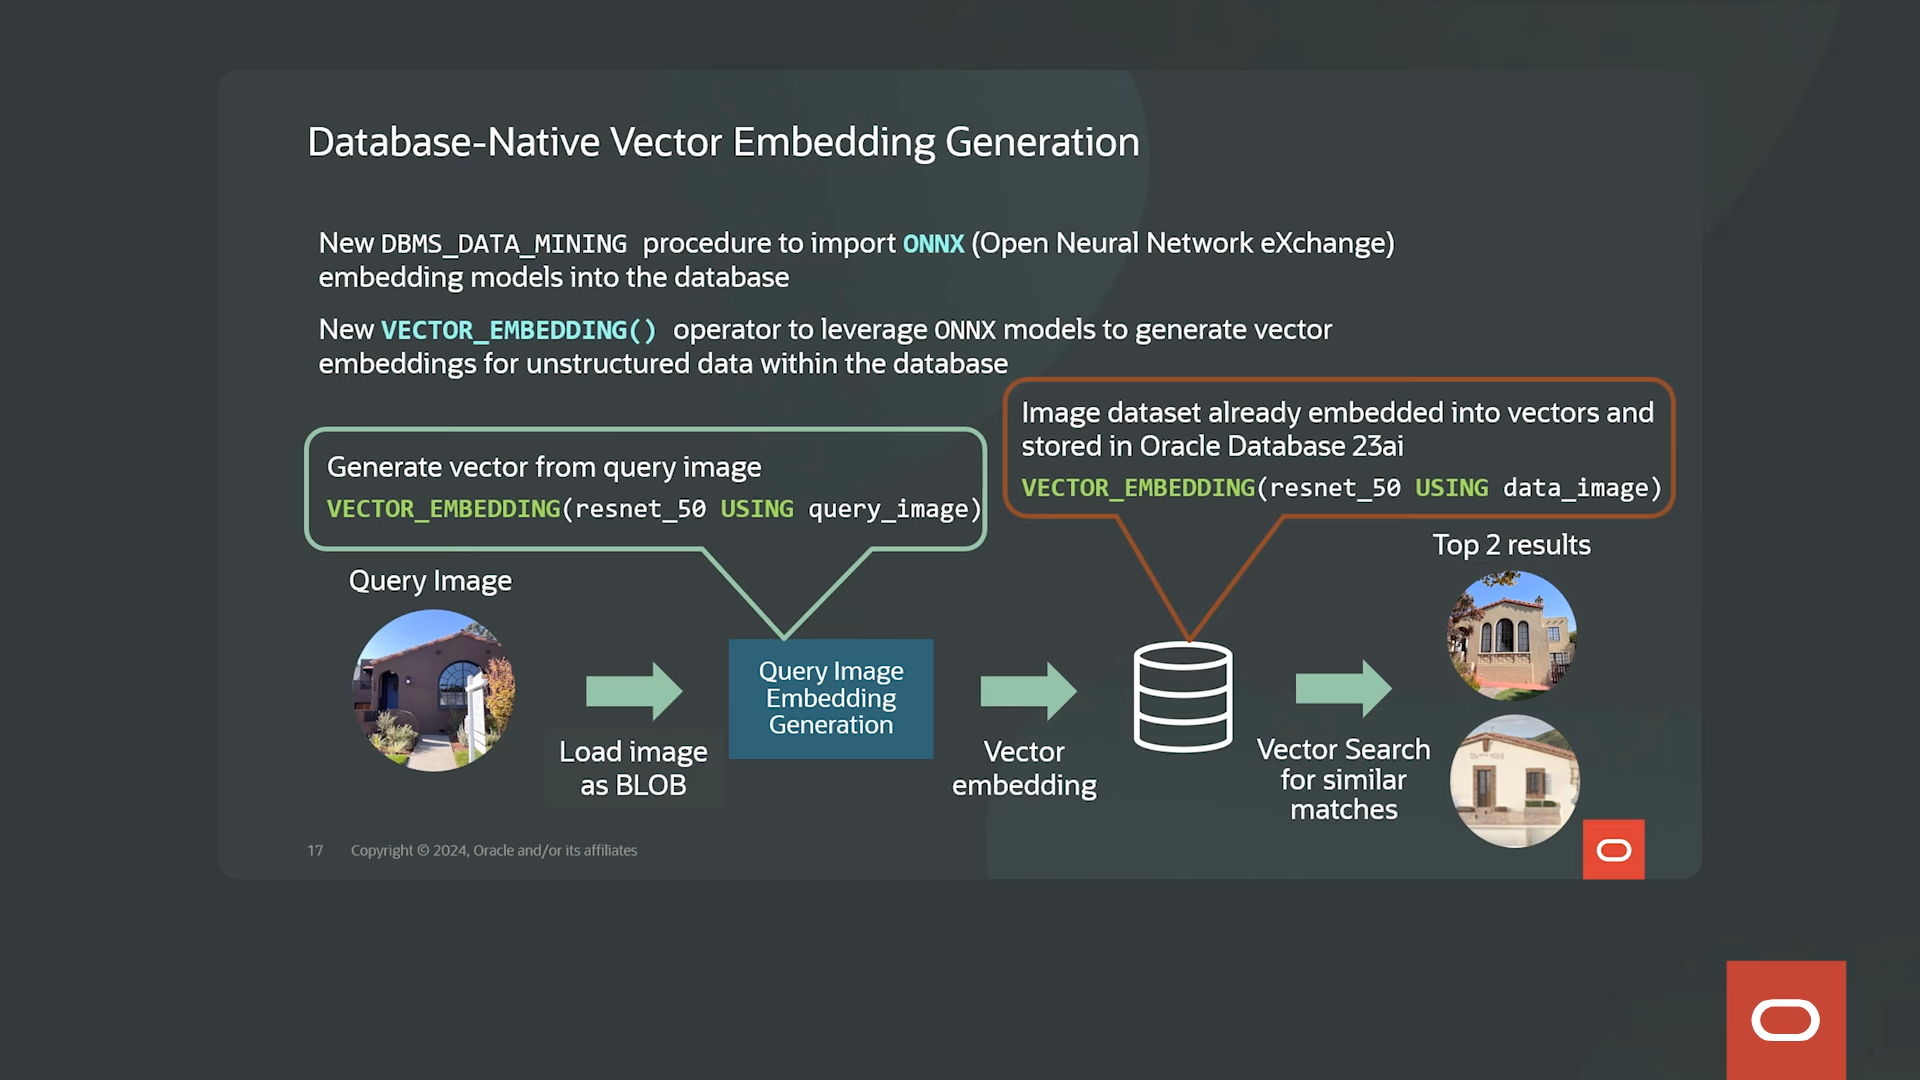 Database-Native Vector Embedding Generation
New DBMS_DATA_MINING procedure to import ONNX (Open Neural Network eXchange)
embedding models into the database
New VECTOR_EMBEDDING() operator to leverage ONNX models to generate vector
embeddings for unstructured data within the database
Generate vector from query image
VECTOR_EMBEDDING(resnet_50 USING query_image)
Image dataset already embedded into vectors and
stored in Oracle Database 23ai
VECTOR_EMBEDDING(resnet_50 USING data_image)
Query Image
Load image
as BLOB
Query Image
Embedding
Generation
Vector
embedding
Vector Search
for similar
matches
Top 2 results
17 Copyright © 2024, Oracle and/or its affiliates